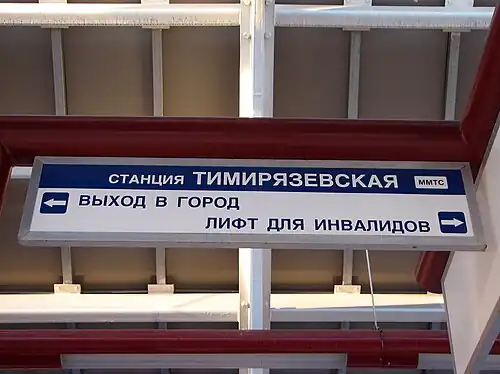 СТАНЦИЯ ТИМИРЯЗЕВСКАЯ ММТС
ВЫХОД В ГОРОД
ЛИФТ ДЛЯ ИНВАЛИДОВ